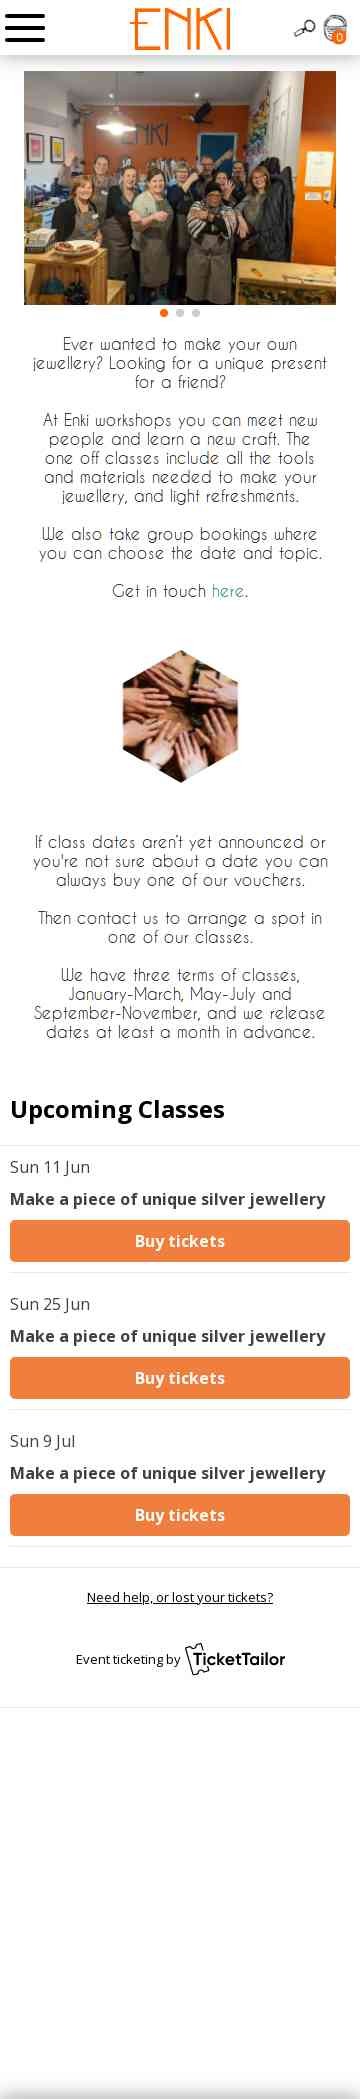 ENKI
0
ENKI
Ever wanted to make your own
jewellery? Looking for a unique present
for a friend?
At Enki workshops you can meet new
people and learn a new craft. The
one off classes include all the tools
and materials needed to make your
jewellery, and light refreshments.
We also take group bookings where
you can choose the date and topic.
Get in touch here.
If class dates aren't yet announced or
you're not sure about a date you can
always buy one of our vouchers.
Then contact us to arrange a spot in
one of our classes.
We have three terms of classes,
January-March, May-July and
September-November, and we release
dates at least a month in advance.
Upcoming Classes
Sun 11 Jun
Make a piece of unique silver jewellery
Buy tickets
Sun 25 Jun
Make a piece of unique silver jewellery
Buy tickets
Sun 9 Jul
Make a piece of unique silver jewellery
Buy tickets
Need help, or lost your tickets?
Event ticketing by TicketTailor